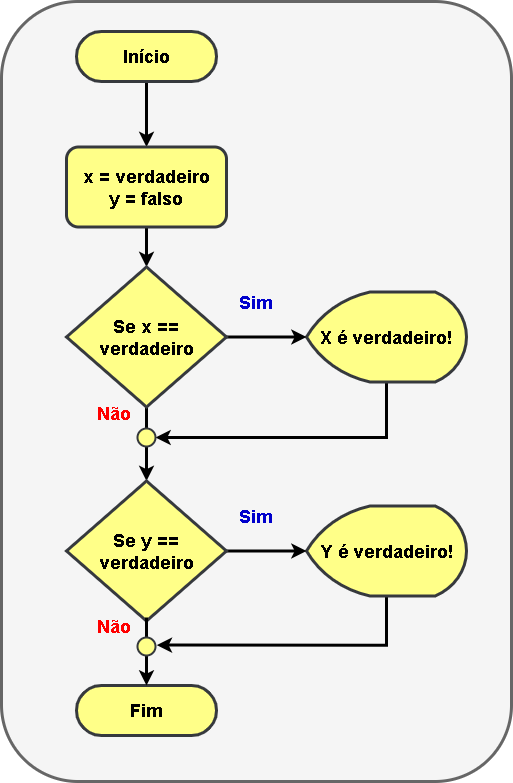 Início
x = verdadeiro
y = falso
Sim
Se x ==
verdadeiro
X é verdadeiro!
Não
Sim
Se y ==
verdadeiro
Y é verdadeiro!
Não
Fim